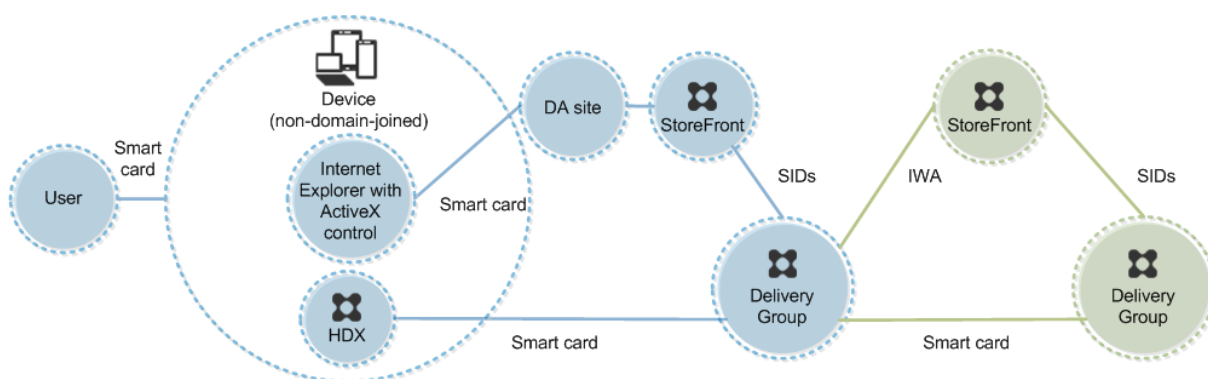 Device
(non-domain-joined)
DA site
StoreFront
StoreFront
Smart
card
User
Internet
Explorer with
ActiveX
control
Smart card
SIDs
IWA
SIDs
HDX
Smart card
Delivery
Group
Smart card
Delivery
Group